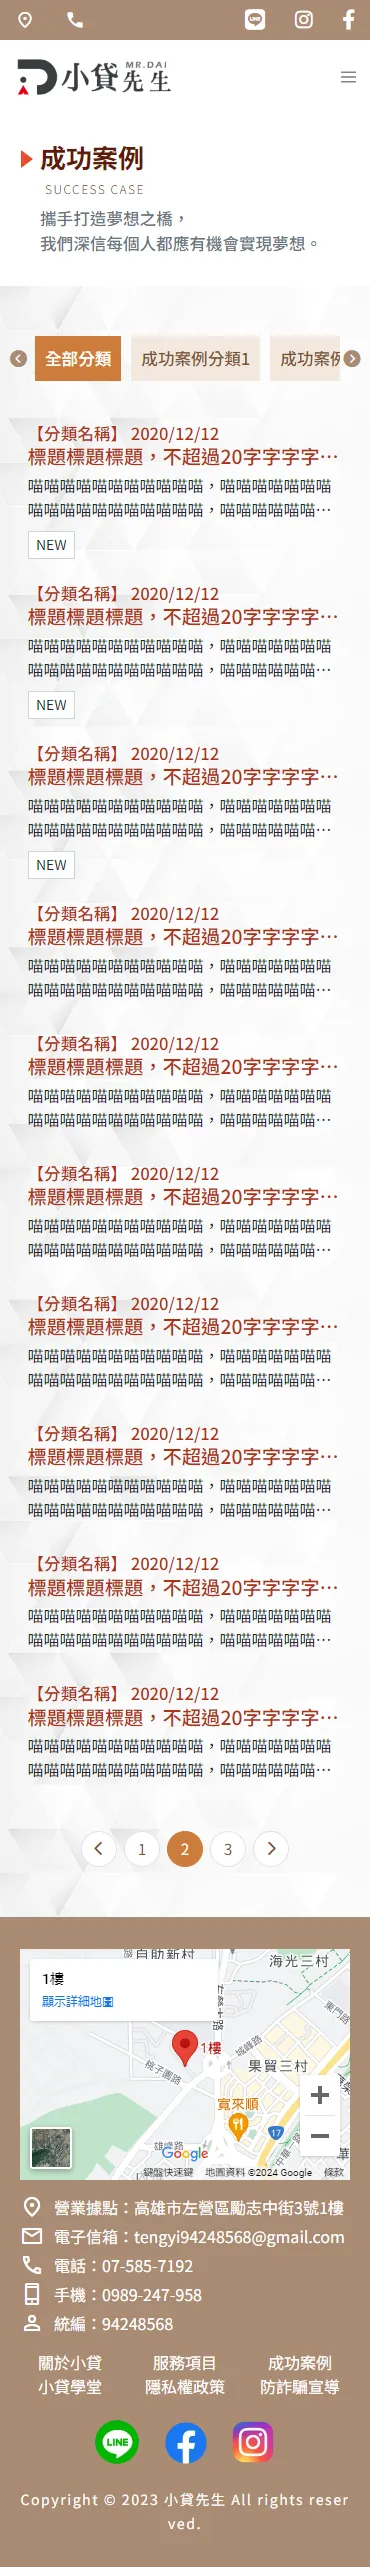 小貸先生
MR.DAI
成功案例
SUCCESS CASE
攜手打造夢想之橋，
我們深信每個人都應有機會實現夢想。
全部分類
成功案例分類1
成功案例
【分類名稱】 2020/12/12
標題標題標題，不超過20字字字字…
喵喵喵喵喵喵喵喵喵喵喵，喵喵喵喵喵喵喵
喵喵喵喵喵喵喵喵喵喵喵，喵喵喵喵喵喵…
NEW
【分類名稱】 2020/12/12
標題標題標題，不超過20字字字字…
喵喵喵喵喵喵喵喵喵喵喵，喵喵喵喵喵喵喵
喵喵喵喵喵喵喵喵喵喵喵，喵喵喵喵喵喵…
NEW
【分類名稱】 2020/12/12
標題標題標題，不超過20字字字字…
喵喵喵喵喵喵喵喵喵喵喵，喵喵喵喵喵喵喵
喵喵喵喵喵喵喵喵喵喵喵，喵喵喵喵喵喵…
NEW
【分類名稱】 2020/12/12
標題標題標題，不超過20字字字字…
喵喵喵喵喵喵喵喵喵喵喵，喵喵喵喵喵喵喵
喵喵喵喵喵喵喵喵喵喵喵，喵喵喵喵喵喵…
【分類名稱】 2020/12/12
標題標題標題，不超過20字字字字…
喵喵喵喵喵喵喵喵喵喵喵，喵喵喵喵喵喵喵
喵喵喵喵喵喵喵喵喵喵喵，喵喵喵喵喵喵…
【分類名稱】 2020/12/12
標題標題標題，不超過20字字字字…
喵喵喵喵喵喵喵喵喵喵喵，喵喵喵喵喵喵喵
喵喵喵喵喵喵喵喵喵喵喵，喵喵喵喵喵喵…
【分類名稱】 2020/12/12
標題標題標題，不超過20字字字字…
喵喵喵喵喵喵喵喵喵喵喵，喵喵喵喵喵喵喵
喵喵喵喵喵喵喵喵喵喵喵，喵喵喵喵喵喵…
【分類名稱】 2020/12/12
標題標題標題，不超過20字字字字…
喵喵喵喵喵喵喵喵喵喵喵，喵喵喵喵喵喵喵
喵喵喵喵喵喵喵喵喵喵喵，喵喵喵喵喵喵…
【分類名稱】 2020/12/12
標題標題標題，不超過20字字字字…
喵喵喵喵喵喵喵喵喵喵喵，喵喵喵喵喵喵喵
喵喵喵喵喵喵喵喵喵喵喵，喵喵喵喵喵喵…
【分類名稱】 2020/12/12
標題標題標題，不超過20字字字字…
喵喵喵喵喵喵喵喵喵喵喵，喵喵喵喵喵喵喵
喵喵喵喵喵喵喵喵喵喵喵，喵喵喵喵喵喵…
1 2 3
自助新村
海光三村
1樓
顯示詳細地圖
東門路
城峰路
1樓
果貿三村
桃子園路
寬來順
17
中華一路
雄峰路
華
Google
鍵盤快速鍵 地圖資料 ©2024 Google 條款
營業據點：高雄市左營區勵志中街3號1樓
電子信箱：tengyi94248568@gmail.com
電話：07-585-7192
手機：0989-247-958
統編：94248568
關於小貸 服務項目 成功案例
小貸學堂 隱私權政策 防詐騙宣導
LINE
Copyright © 2023 小貸先生 All rights reser
ved.